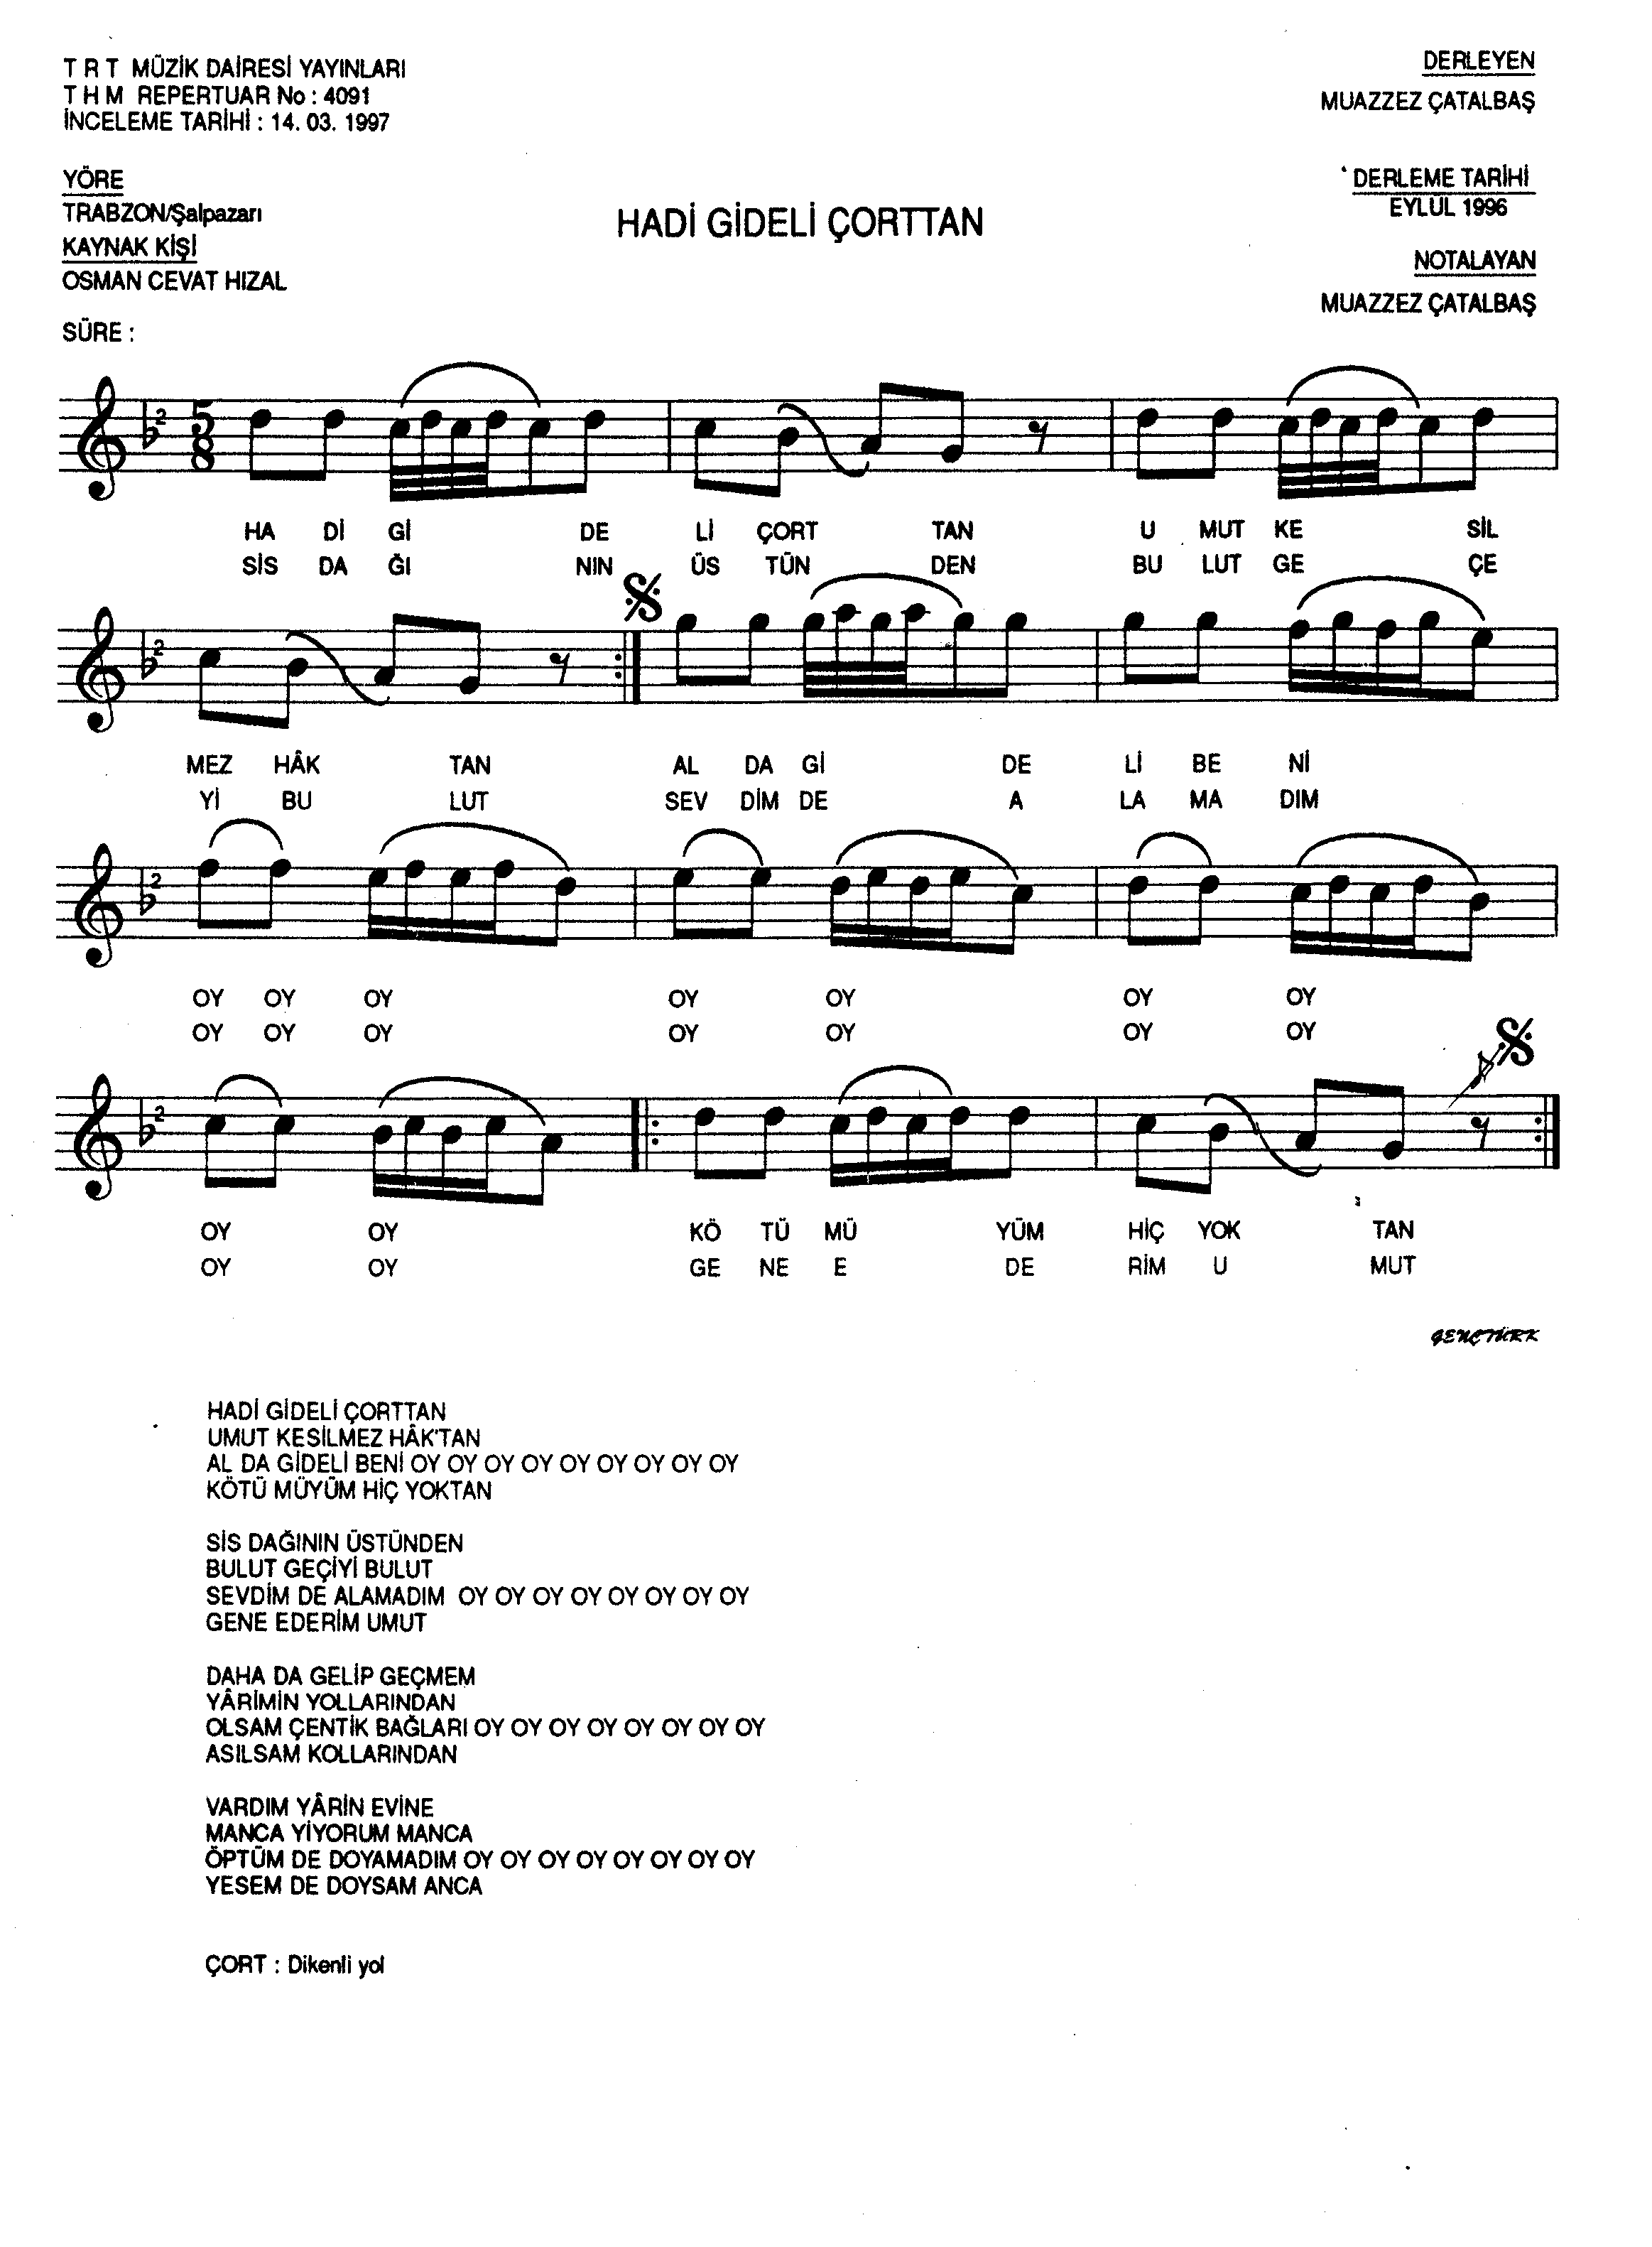 T R T MÜZİK DAİRESİ YAYINLARI
T H M REPERTUAR No : 4091
İNCELEME TARİHİ : 14. 03. 1997
YÖRE
TRABZON/Şalpazarı
KAYNAK KİŞİ
OSMAN CEVAT HIZAL
SÜRE :
HADİ GİDELİ ÇORTTAN
DERLEYEN
MUAZZEZ ÇATALBAŞ
DERLEME TARİHİ
EYLÜL 1996
NOTALAYAN
MUAZZEZ ÇATALBAŞ
2 5 8
HA Dİ Gİ DE Lİ ÇORT TAN U MUT KE SİL
SİS DA ĞI NIN ÜS TÜN DEN BU LUT GE ÇE
2
MEZ HÂK TAN AL DA Gİ DE Lİ BE Nİ
Yİ BU LUT SEV DİM DE A LA MA DIM
2
OY OY OY OY OY OY OY
OY OY OY OY OY OY OY
2
OY OY KÖ TÜ MÜ YÜM HİÇ YOK TAN
OY OY GE NE E DE RİM U MUT
GENÇTÜRK
HADİ GİDELİ ÇORTTAN
UMUT KESİLMEZ HÂK'TAN
AL DA GİDELİ BENİ OY OY OY OY OY OY OY OY OY
KÖTÜ MÜYÜM HİÇ YOKTAN
SİS DAĞININ ÜSTÜNDEN
BULUT GEÇİYİ BULUT
SEVDİM DE ALAMADIM OY OY OY OY OY OY OY OY
GENE EDERİM UMUT
DAHA DA GELİP GEÇMEM
YÂRİMİN YOLLARINDAN
OLSAM ÇENTİK BAĞLARI OY OY OY OY OY OY OY OY
ASILSAM KOLLARINDAN
VARDIM YÂRİN EVİNE
MANCA YİYORUM MANCA
ÖPTÜM DE DOYAMADIM OY OY OY OY OY OY OY OY
YESEM DE DOYSAM ANCA
ÇORT : Dikenli yol